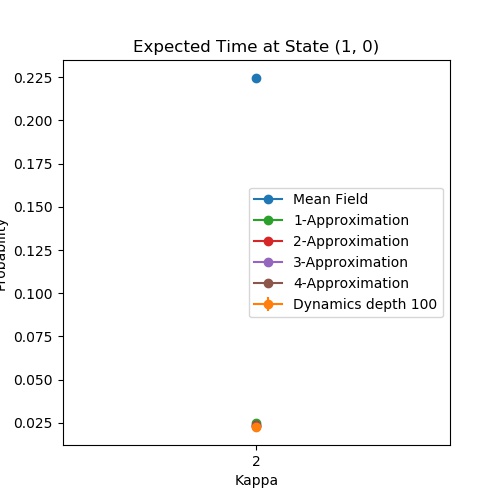 Expected Time at State (1, 0)
0.225
0.200
0.175
0.150
0.125
0.100
0.075
0.050
0.025
Probability
Mean Field
1-Approximation
2-Approximation
3-Approximation
4-Approximation
Dynamics depth 100
2
Kappa